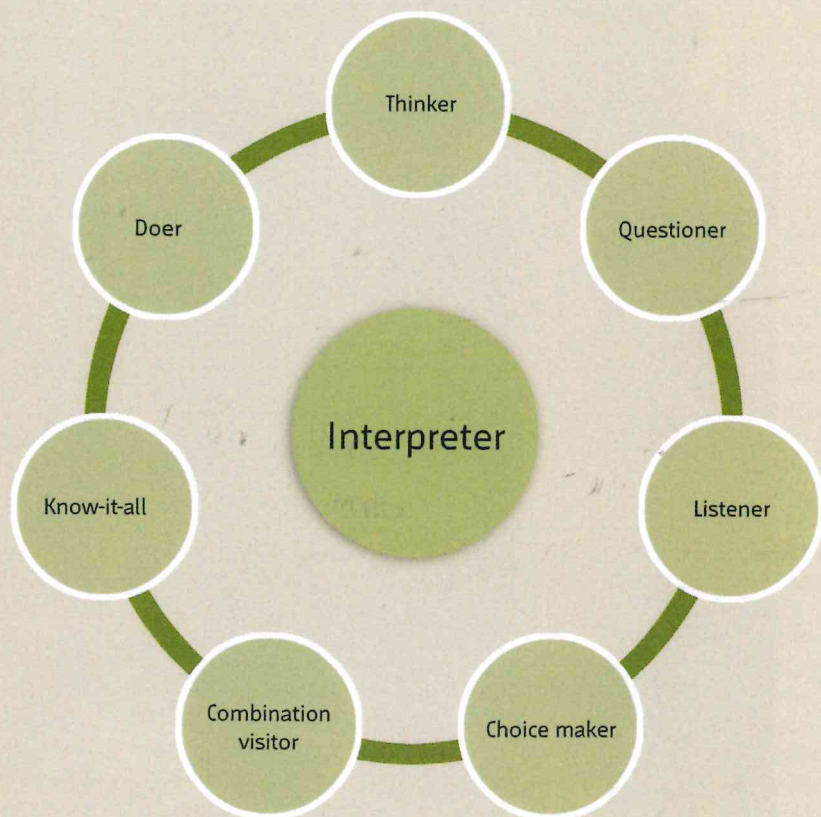 Thinker
Questioner
Listener
Choice maker
Combination
visitor
Know-it-all
Doer
Interpreter